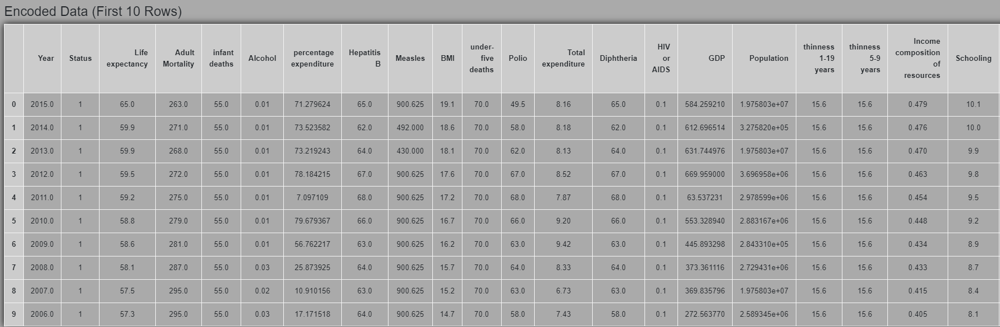 Encoded Data (First 10 Rows)
Year Status Life expectancy Adult Mortality infant deaths Alcohol percentage expenditure Hepatitis B Measles BMI under-five deaths Polio Total expenditure Diphtheria HIV or AIDS GDP Population thinness 1-19 years thinness 5-9 years Income composition of resources Schooling
0 2015.0 1 65.0 263.0 55.0 0.01 71.279624 65.0 900.625 19.1 70.0 49.5 8.16 65.0 0.1 584.259210 1.975803e+07 15.6 15.6 0.479 10.1
1 2014.0 1 59.9 271.0 55.0 0.01 73.523582 62.0 492.000 18.6 70.0 58.0 8.18 62.0 0.1 612.696514 3.275820e+05 15.6 15.6 0.476 10.0
2 2013.0 1 59.9 268.0 55.0 0.01 73.219243 64.0 430.000 18.1 70.0 62.0 8.13 64.0 0.1 631.744976 1.975803e+07 15.6 15.6 0.470 9.9
3 2012.0 1 59.5 272.0 55.0 0.01 78.184215 67.0 900.625 17.6 70.0 67.0 8.52 67.0 0.1 669.959000 3.696958e+06 15.6 15.6 0.463 9.8
4 2011.0 1 59.2 275.0 55.0 0.01 7.097109 68.0 900.625 17.2 70.0 68.0 7.87 68.0 0.1 63.537231 2.978599e+06 15.6 15.6 0.454 9.5
5 2010.0 1 58.8 279.0 55.0 0.01 79.679367 66.0 900.625 16.7 70.0 66.0 9.20 66.0 0.1 553.328940 2.883167e+06 15.6 15.6 0.448 9.2
6 2009.0 1 58.6 281.0 55.0 0.01 56.762217 63.0 900.625 16.2 70.0 63.0 9.42 63.0 0.1 445.893298 2.843310e+05 15.6 15.6 0.434 8.9
7 2008.0 1 58.1 287.0 55.0 0.03 25.873925 64.0 900.625 15.7 70.0 64.0 8.33 64.0 0.1 373.361116 2.729431e+06 15.6 15.6 0.433 8.7
8 2007.0 1 57.5 295.0 55.0 0.02 10.910156 63.0 900.625 15.2 70.0 63.0 6.73 63.0 0.1 369.835796 1.975803e+07 15.6 15.6 0.415 8.4
9 2006.0 1 57.3 295.0 55.0 0.03 17.171518 64.0 900.625 14.7 70.0 58.0 7.43 58.0 0.1 272.563770 2.589345e+06 15.6 15.6 0.405 8.1